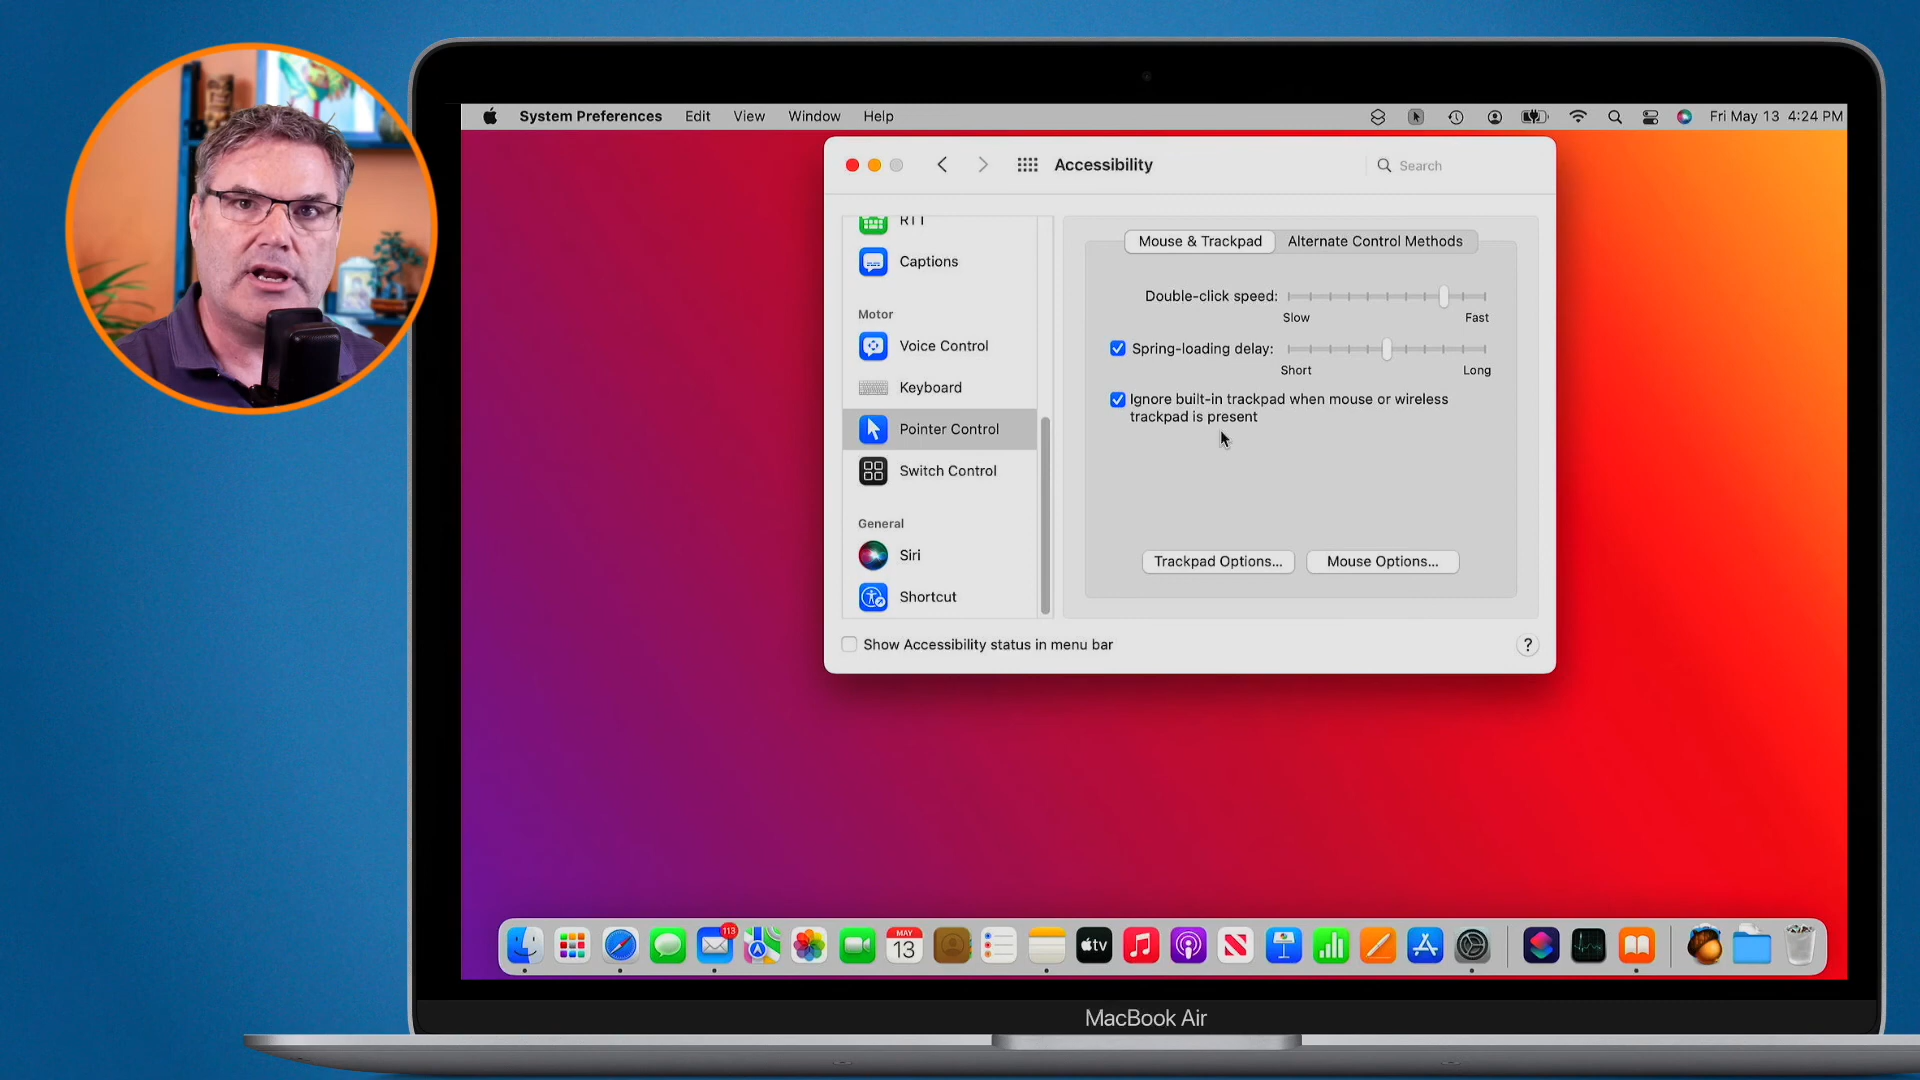 System Preferences Edit View Window Help Fri May 13 4:24 PM
Accessibility Search
RTT
Captions
Motor
Voice Control
Keyboard
Pointer Control
Switch Control
General
Siri
Shortcut
Mouse & Trackpad Alternate Control Methods
Double-click speed:
Slow Fast
Spring-loading delay:
Short Long
Ignore built-in trackpad when mouse or wireless
trackpad is present
Trackpad Options... Mouse Options...
Show Accessibility status in menu bar ?
113
MAY
13
tv
MacBook Air